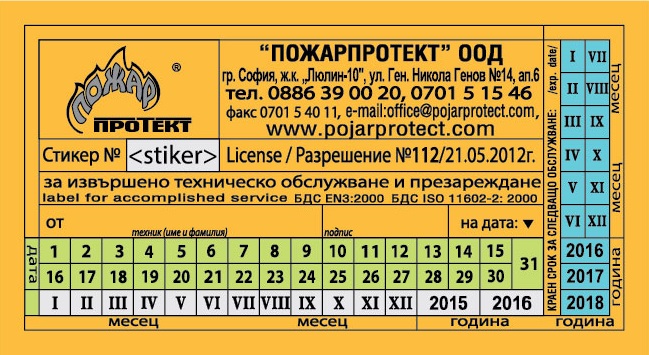 ПОЖАР
ПРОТЕКТ
®
"ПОЖАРПРОТЕКТ" ООД
гр. София, ж.к. „Люлин-10", ул. Ген. Никола Генов №14, ап.6
тел. 0886 39 00 20, 0701 5 15 46
факс 0701 5 40 11, e-mail:office@pojarprotect.com,
www.pojarprotect.com
Стикер № <stiker> License / Разрешение №112/21.05.2012г.
за извършено техническо обслужване и презареждане
label for accomplished service БДС EN3:2000 БДС ISO 11602-2: 2000
от на дата: ▼
техник (име и фамилия) подпис
дата
1 2 3 4 5 6 7 8 9 10 11 12 13 14 15 31
16 17 18 19 20 21 22 23 24 25 26 27 28 29 30
I II III IV V VI VII VIII IX X XI XII 2015 2016
месец месец година
КРАЕН СРОК ЗА СЛЕДВАЩО ОБСЛУЖВАНЕ: /exp. date/
I VII
II VIII
III IX
IV X
V XI
VI XII
месец
месец
2016
2017
2018
година
година